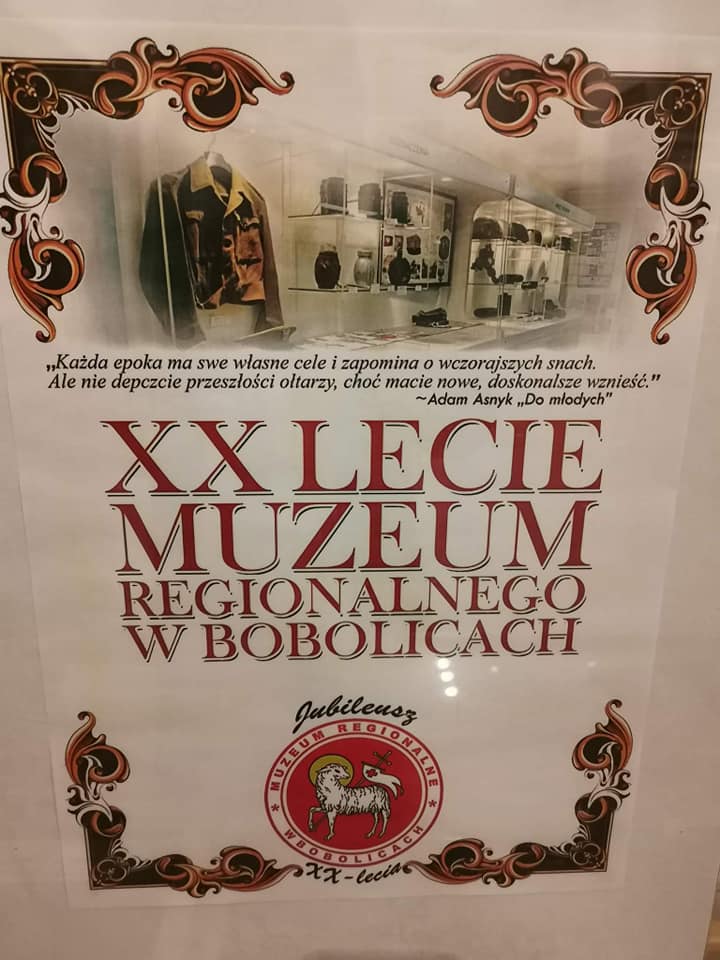 „Każda epoka ma swe własne cele i zapomina o wczorajszych snach.
Ale nie depczcie przeszłości ołtarzy, choć macie nowe, doskonalsze wznieść."
~Adam Asnyk „Do młodych"
XX LECIE
MUZEUM
REGIONALNEGO
W BOBOLICACH
Jubileusz
* MUZEUM REGIONALNE *
WBOBOLICACH
XX-lecia